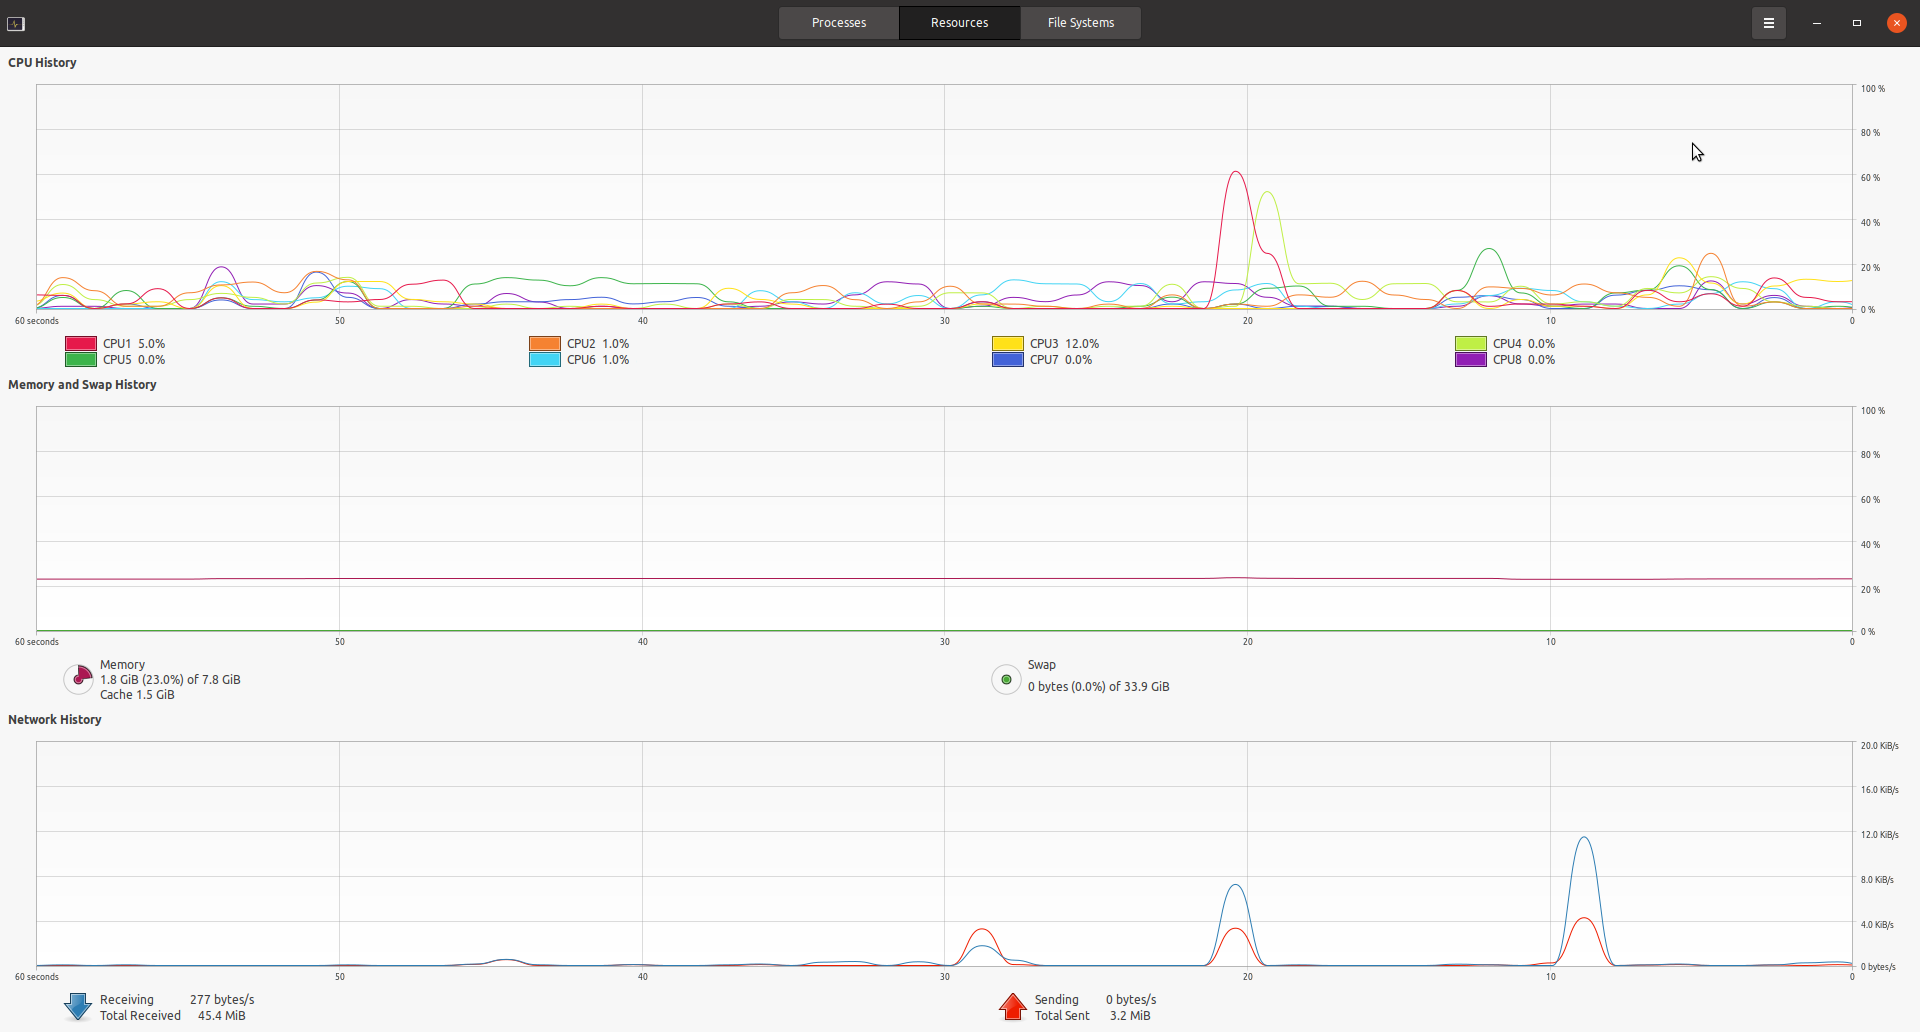 Processes Resources File Systems
CPU History
100 %
80 %
60 %
40 %
20 %
0 %
60 seconds 50 40 30 20 10 0
CPU1 5.0% CPU2 1.0% CPU3 12.0% CPU4 0.0%
CPU5 0.0% CPU6 1.0% CPU7 0.0% CPU8 0.0%
Memory and Swap History
100 %
80 %
60 %
40 %
20 %
0 %
60 seconds 50 40 30 20 10 0
Memory Swap
1.8 GiB (23.0%) of 7.8 GiB 0 bytes (0.0%) of 33.9 GiB
Cache 1.5 GiB
Network History
20.0 KiB/s
16.0 KiB/s
12.0 KiB/s
8.0 KiB/s
4.0 KiB/s
0 bytes/s
60 seconds 50 40 30 20 10 0
Receiving 277 bytes/s Sending 0 bytes/s
Total Received 45.4 MiB Total Sent 3.2 MiB